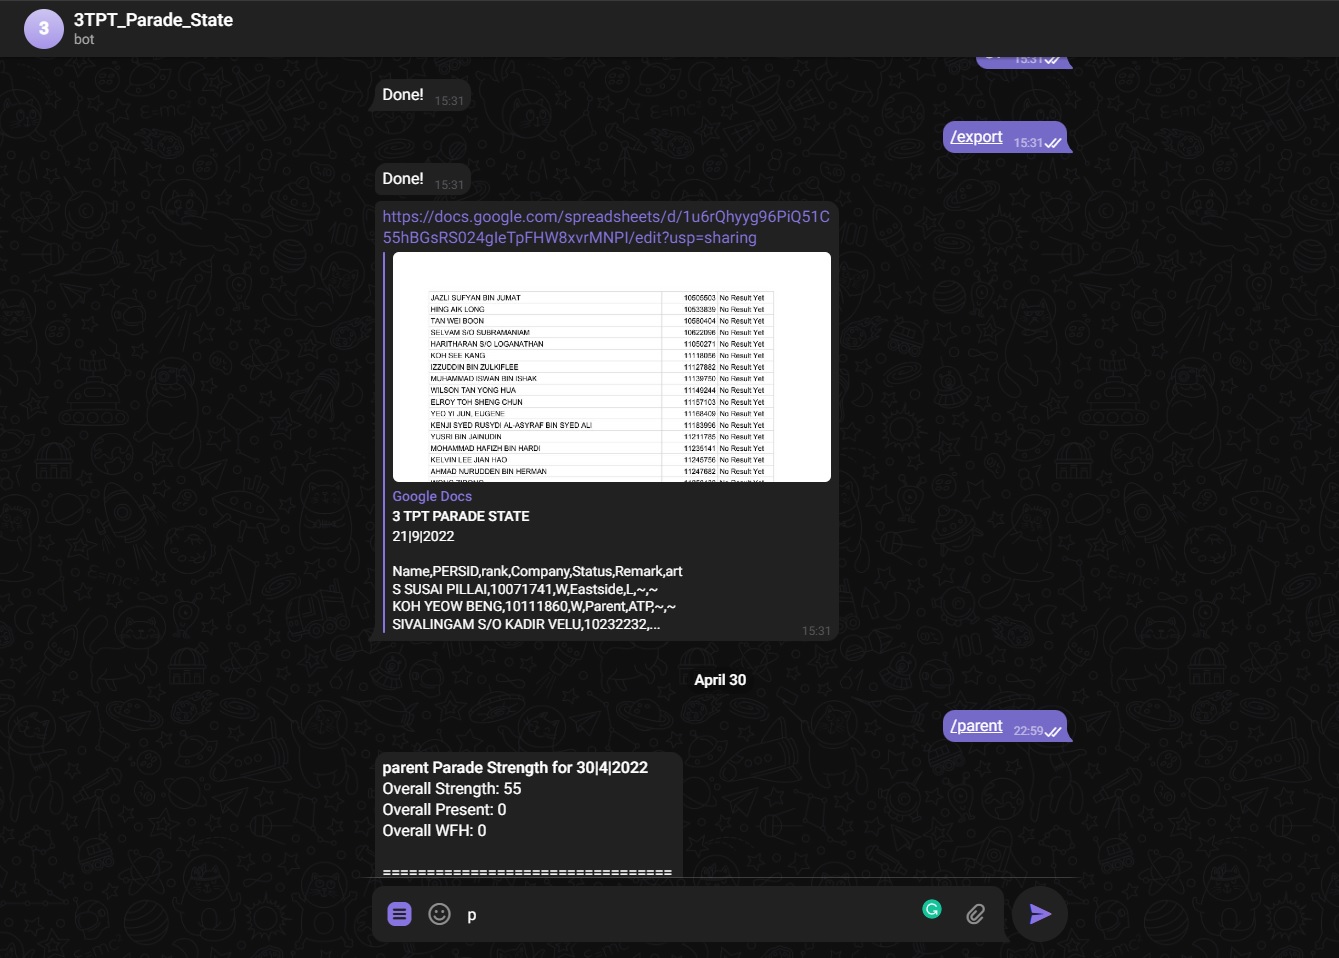 3
3TPT_Parade_State
bot
15:31
Done! 15:31
/export 15:31
Done! 15:31
https://docs.google.com/spreadsheets/d/1u6rQhyyg96PiQ51C
55hBGsRS024gIeTpFHW8xvrMNPI/edit?usp=sharing
JAZLI SUFYAN BIN JUMAT 10505503 No Result Yet
HING AIK LONG 10533839 No Result Yet
TAN WEI BOON 10580404 No Result Yet
SELVAM S/O SUBRAMANIAM 10622096 No Result Yet
HARITHARAN S/O LOGANATHAN 11050271 No Result Yet
KOH SEE KANG 11118056 No Result Yet
IZZUDDIN BIN ZULKIFLEE 11127882 No Result Yet
MUHAMMAD ISWAN BIN ISHAK 11139750 No Result Yet
WILSON TAN YONG HUA 11149244 No Result Yet
ELROY TOH SHENG CHUN 11157103 No Result Yet
YEO YI JUN, EUGENE 11168409 No Result Yet
KENJI SYED RUSYDI AL-ASYRAF BIN SYED ALI 11183996 No Result Yet
YUSRI BIN JAINUDIN 11211785 No Result Yet
MOHAMMAD HAFIZH BIN HARDI 11235141 No Result Yet
KELVIN LEE JIAN HAO 11245756 No Result Yet
AHMAD NURUDDEN BIN HERMAN 11247682 No Result Yet
Google Docs
3 TPT PARADE STATE
21|9|2022
Name,PERSID,rank,Company,Status,Remark,art
S SUSAI PILLAI,10071741,W,Eastside,L,~,~
KOH YEOW BENG,10111860,W,Parent,ATP,~,~
SIVALINGAM S/O KADIR VELU,10232232,...
15:31
April 30
/parent 22:59
parent Parade Strength for 30|4|2022
Overall Strength: 55
Overall Present: 0
Overall WFH: 0
=================================
p